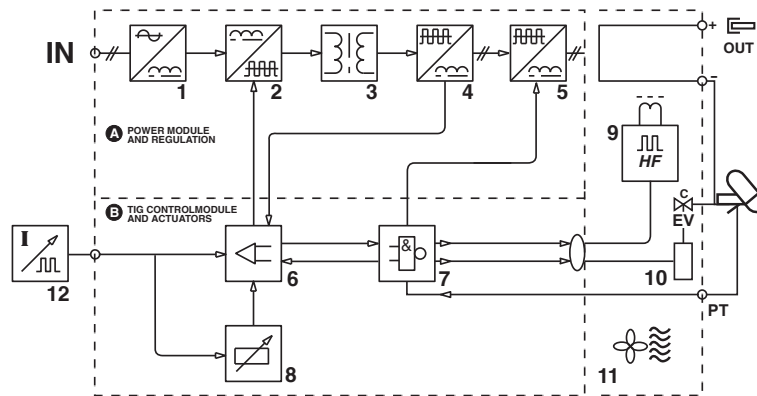 IN
1
2
3
4
5
+
OUT
-
A POWER MODULE
AND REGULATION
9
HF
B TIG CONTROLMODULE
AND ACTUATORS
C
EV
I
12
6
&
7
10
PT
8
11